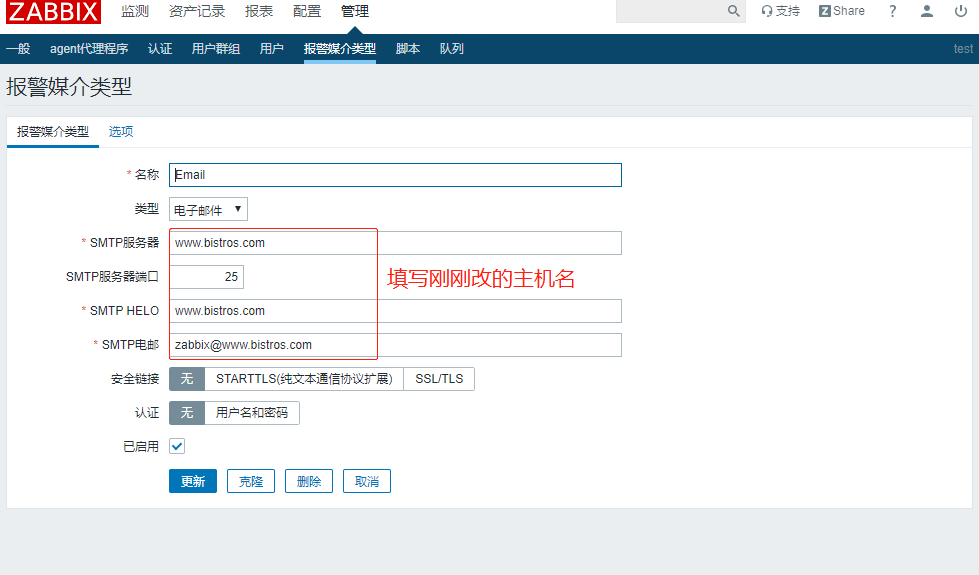 ZABBIX 监测 资产记录 报表 配置 管理 支持 Z Share ?
一般 agent代理程序 认证 用户群组 用户 报警媒介类型 脚本 队列 test
报警媒介类型
报警媒介类型 选项
* 名称 Email
类型 电子邮件
* SMTP服务器 www.bistros.com
SMTP服务器端口 25
填写刚刚改的主机名
* SMTP HELO www.bistros.com
* SMTP电邮 zabbix@www.bistros.com
安全链接 无 STARTTLS(纯文本通信协议扩展) SSL/TLS
认证 无 用户名和密码
已启用
更新 克隆 删除 取消